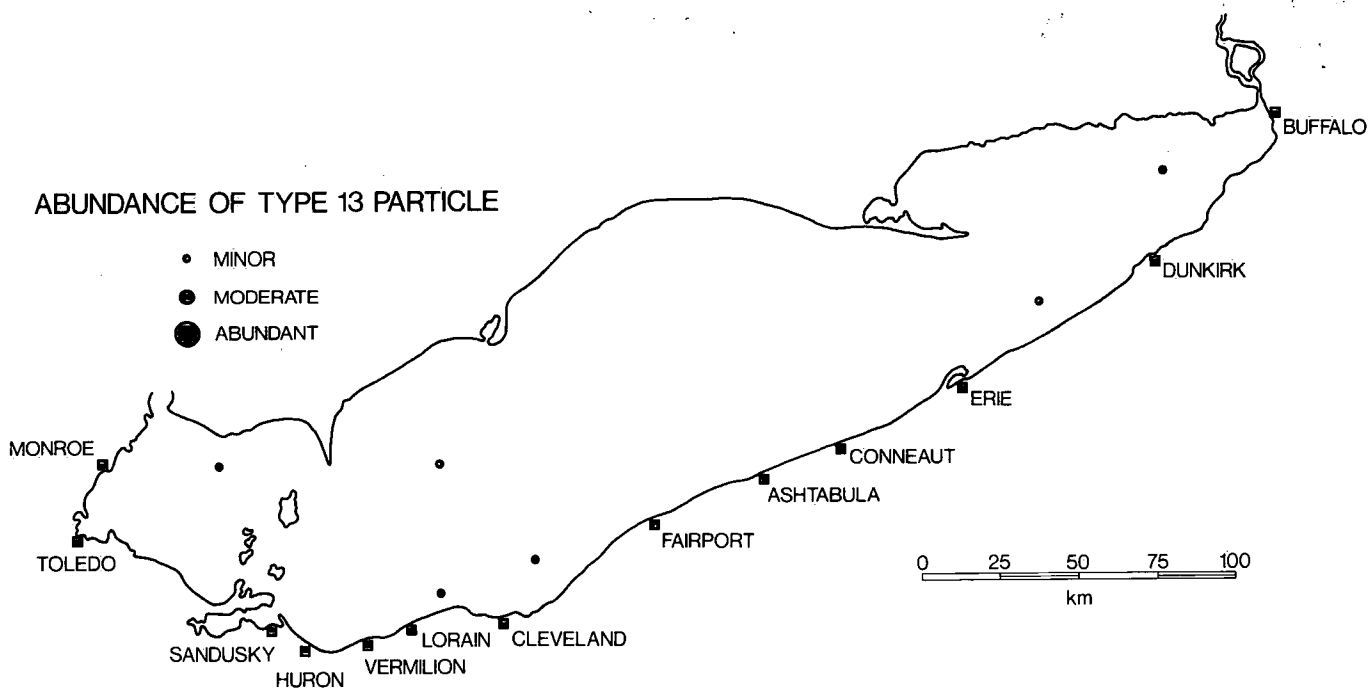 BUFFALO
ABUNDANCE OF TYPE 13 PARTICLE
MINOR
MODERATE
ABUNDANT
DUNKIRK
ERIE
MONROE
CONNEAUT
ASHTABULA
FAIRPORT
TOLEDO
0 25 50 75 100
km
LORAIN
CLEVELAND
SANDUSKY
VERMILION
HURON